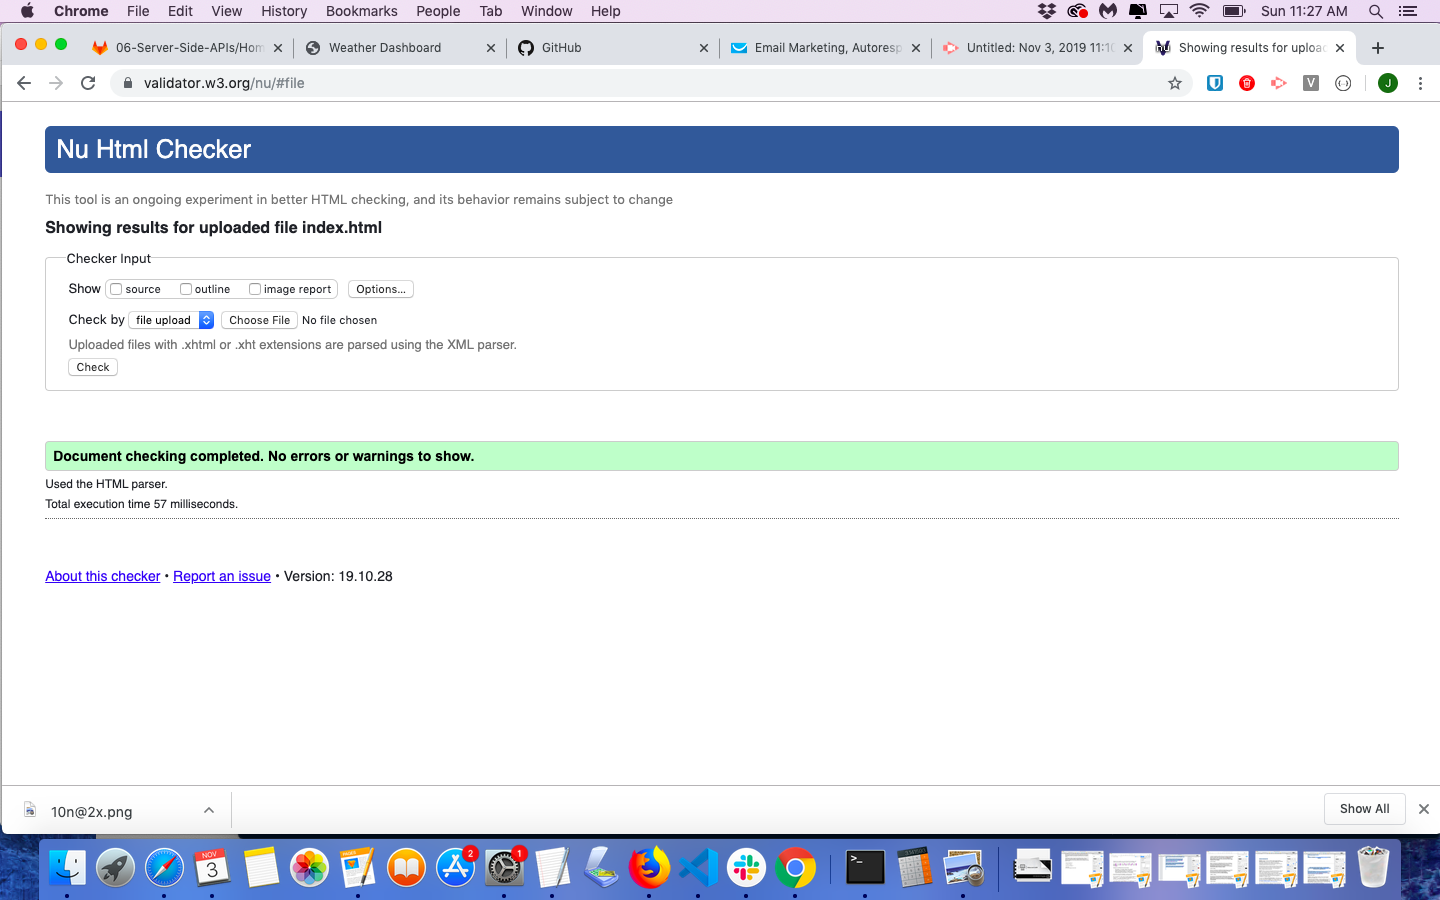 Chrome File Edit View History Bookmarks People Tab Window Help Sun 11:27 AM
06-Server-Side-APIs/Hom Weather Dashboard GitHub Email Marketing, Autoresp Untitled: Nov 3, 2019 11:10 nu Showing results for upload
validator.w3.org/nu/#file V J
Nu Html Checker
This tool is an ongoing experiment in better HTML checking, and its behavior remains subject to change
Showing results for uploaded file index.html
Checker Input
Show source outline image report Options...
Check by file upload Choose File No file chosen
Uploaded files with .xhtml or .xht extensions are parsed using the XML parser.
Check
Document checking completed. No errors or warnings to show.
Used the HTML parser.
Total execution time 57 milliseconds.
About this checker • Report an issue • Version: 19.10.28
10n@2x.png Show All
NOV
3
2
1
>_